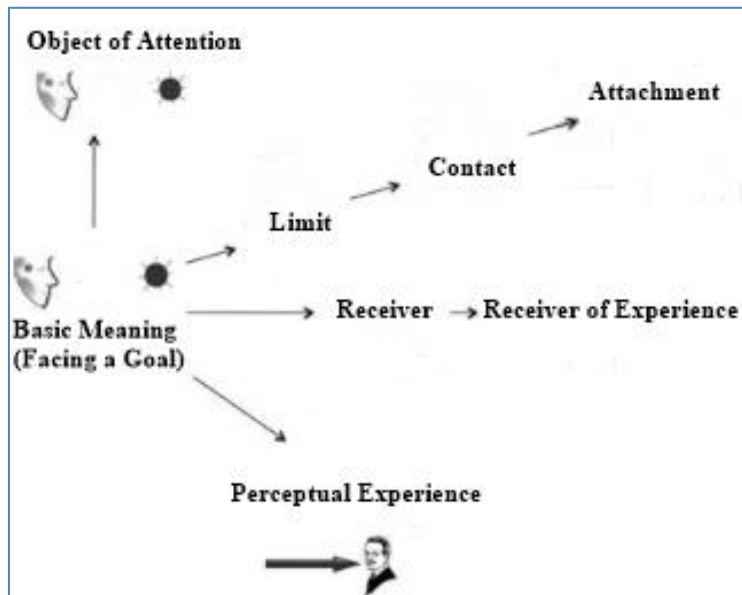 Object of Attention
Attachment
Contact
Limit
Receiver
Receiver of Experience
Basic Meaning
(Facing a Goal)
Perceptual Experience